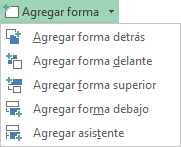 Agregar forma
Agregar forma detrás
Agregar forma delante
Agregar forma superior
Agregar forma debajo
Agregar asistente